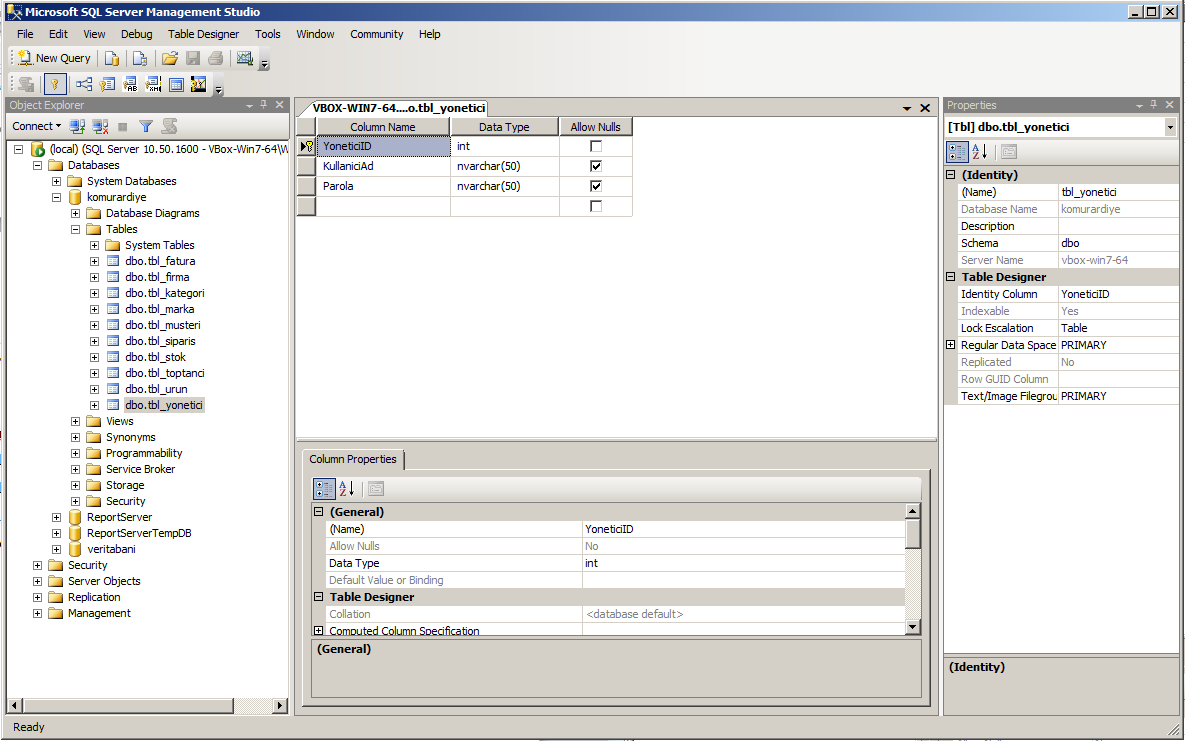 Microsoft SQL Server Management Studio
File Edit View Debug Table Designer Tools Window Community Help
New Query
Object Explorer
Connect
(local) (SQL Server 10.50.1600 - VBox-Win7-64\W
Databases
System Databases
komurardiye
Database Diagrams
Tables
System Tables
dbo.tbl_fatura
dbo.tbl_firma
dbo.tbl_kategori
dbo.tbl_marka
dbo.tbl_musteri
dbo.tbl_siparis
dbo.tbl_stok
dbo.tbl_toptanci
dbo.tbl_urun
dbo.tbl_yonetici
Views
Synonyms
Programmability
Service Broker
Storage
Security
ReportServer
ReportServerTempDB
veritabani
Security
Server Objects
Replication
Management
VBOX-WIN7-64....o.tbl_yonetici
Column Name Data Type Allow Nulls
YoneticiID int
KullaniciAd nvarchar(50)
Parola nvarchar(50)
Column Properties
(General)
(Name) YoneticiID
Allow Nulls No
Data Type int
Default Value or Binding
Table Designer
Collation <database default>
Computed Column Specification
(General)
Properties
[Tbl] dbo.tbl_yonetici
(Identity)
(Name) tbl_yonetici
Database Name komurardiye
Description
Schema dbo
Server Name vbox-win7-64
Table Designer
Identity Column YoneticiID
Indexable Yes
Lock Escalation Table
Regular Data Space PRIMARY
Replicated No
Row GUID Column
Text/Image Filegrou PRIMARY
(Identity)
Ready